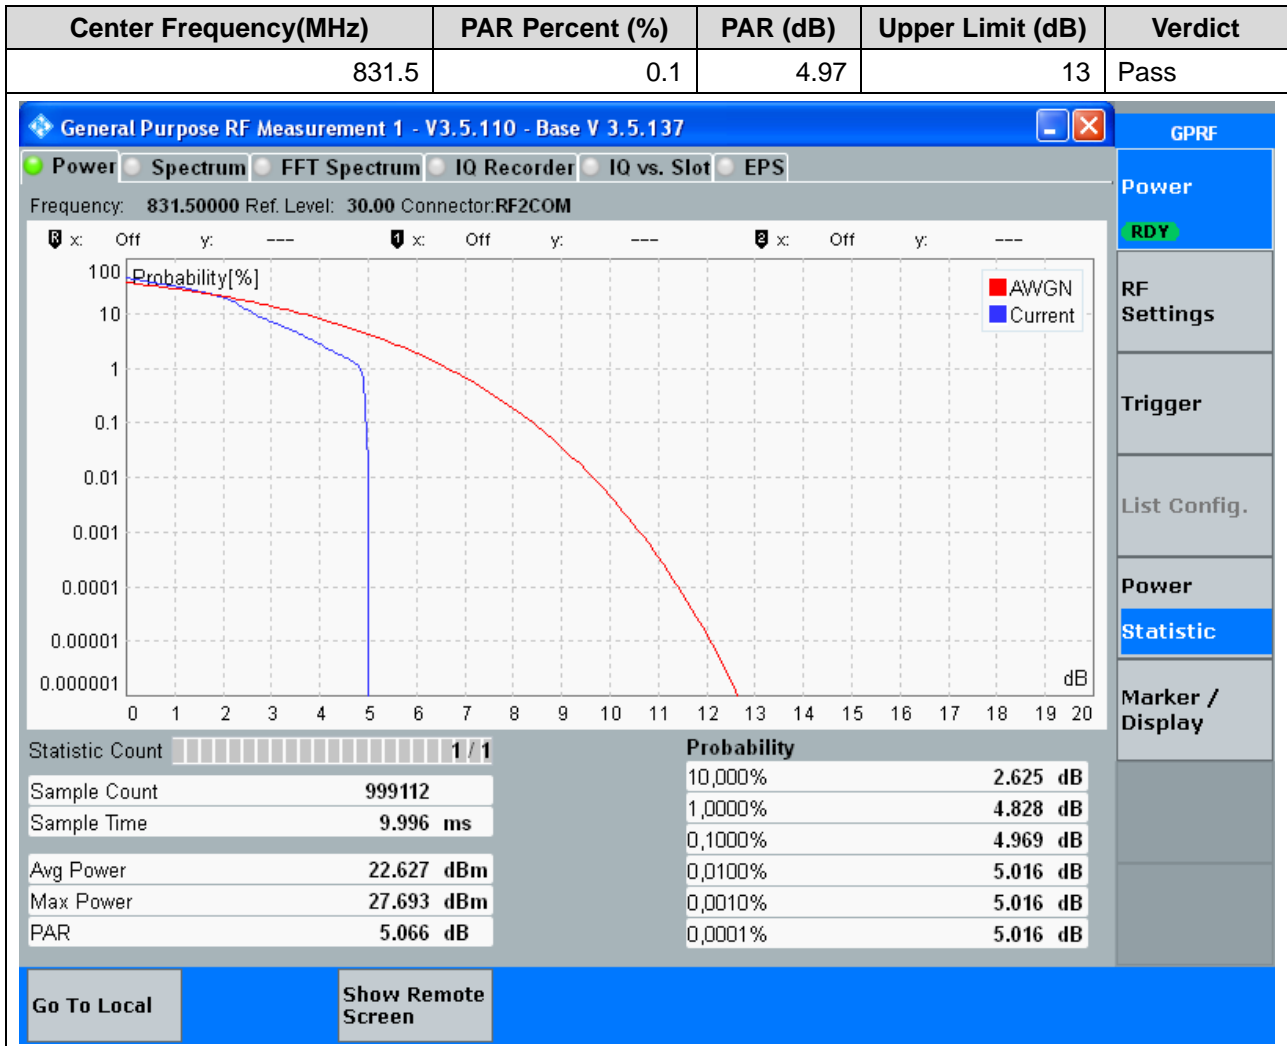 Center Frequency(MHz) PAR Percent (%) PAR (dB) Upper Limit (dB) Verdict
831.5 0.1 4.97 13 Pass
General Purpose RF Measurement 1 - V3.5.110 - Base V 3.5.137
GPRF
Power Spectrum FFT Spectrum IQ Recorder IQ vs. Slot EPS
Frequency: 831.50000 Ref. Level: 30.00 Connector:RF2COM
R x: Off y: --- 1 x: Off y: --- 2 x: Off y: ---
Probability[%]
AWGN
Current
100
10
1
0.1
0.01
0.001
0.0001
0.00001
0.000001
dB
0 1 2 3 4 5 6 7 8 9 10 11 12 13 14 15 16 17 18 19 20
Statistic Count 1 / 1
Sample Count 999112
Sample Time 9.996 ms
Avg Power 22.627 dBm
Max Power 27.693 dBm
PAR 5.066 dB
Probability
10,000% 2.625 dB
1,0000% 4.828 dB
0,1000% 4.969 dB
0,0100% 5.016 dB
0,0010% 5.016 dB
0,0001% 5.016 dB
Power
RDY
RF
Settings
Trigger
List Config.
Power
Statistic
Marker /
Display
Go To Local
Show Remote
Screen